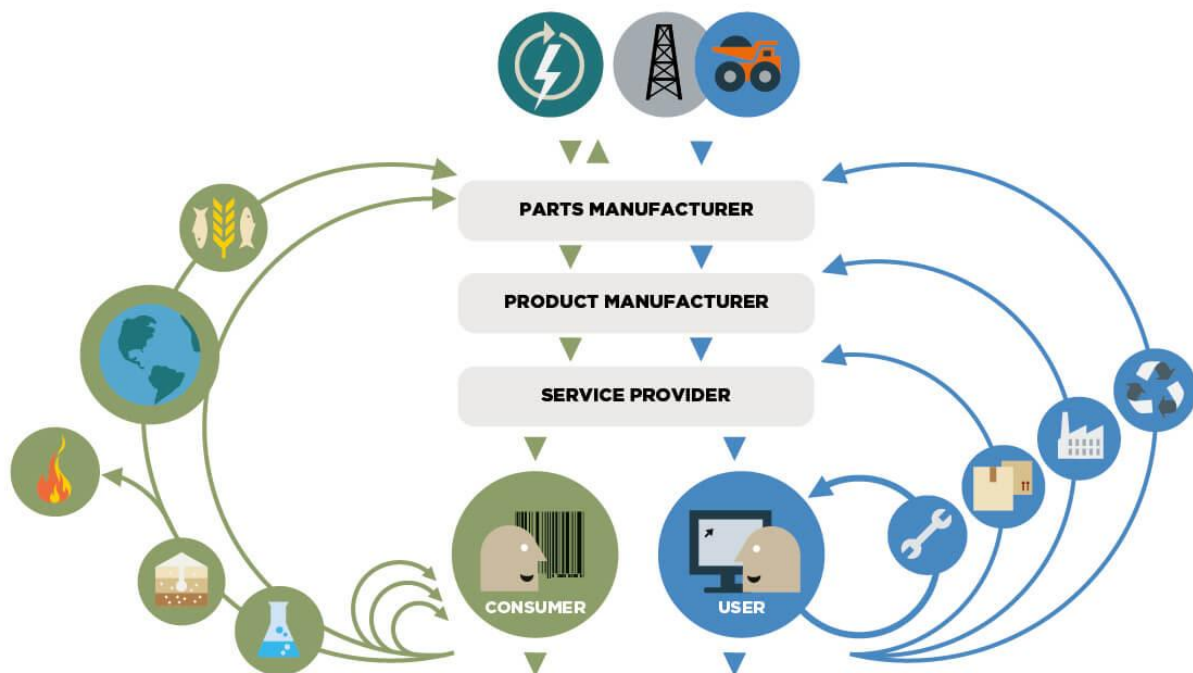 PARTS MANUFACTURER
PRODUCT MANUFACTURER
SERVICE PROVIDER
CONSUMER
USER